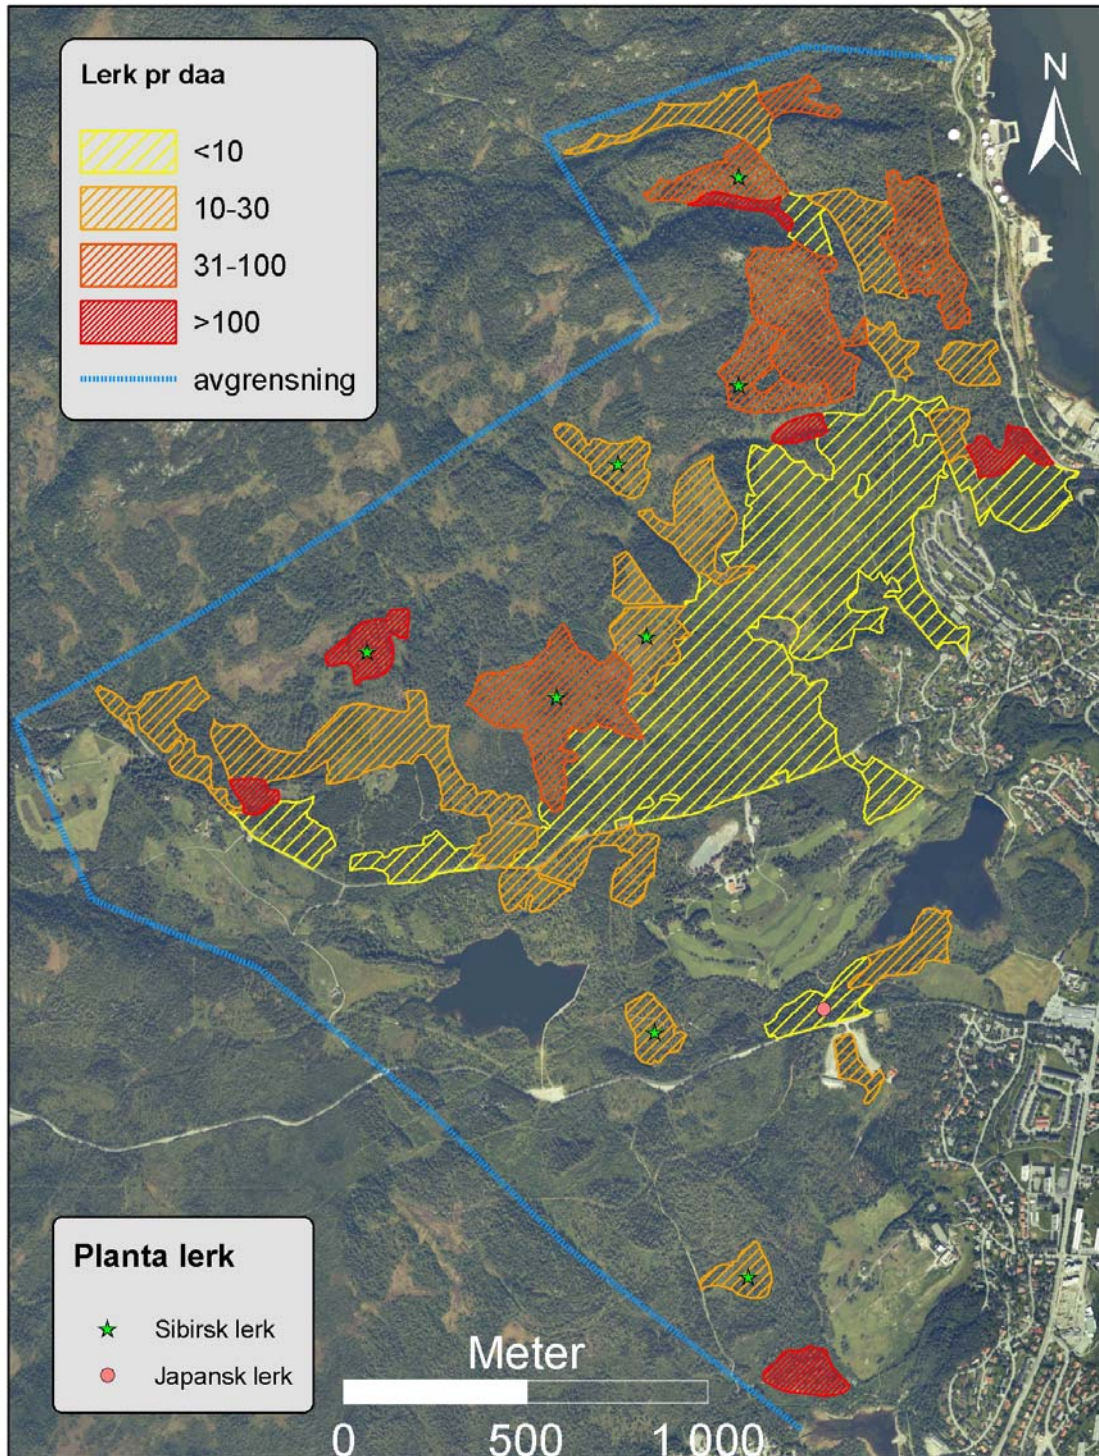 Lerk pr daa
<10
10-30
31-100
>100
avgrensning
N
Planta lerk
Sibirsk lerk
Japansk lerk
Meter
0 500 1 000